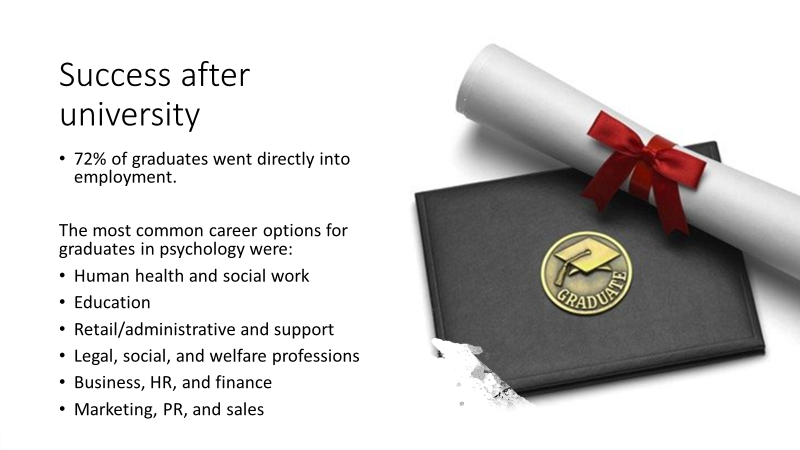 Success after
university
• 72% of graduates went directly into
employment.
The most common career options for
graduates in psychology were:
• Human health and social work
• Education
• Retail/administrative and support
• Legal, social, and welfare professions
• Business, HR, and finance
• Marketing, PR, and sales
GRADUATE